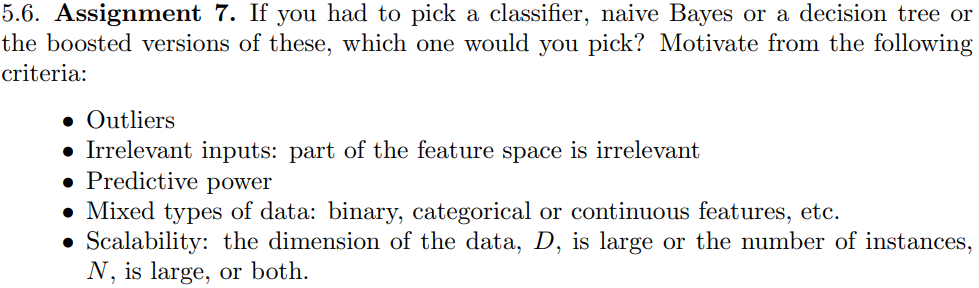 5.6. Assignment 7. If you had to pick a classifier, naive Bayes or a decision tree or
the boosted versions of these, which one would you pick? Motivate from the following
criteria:
• Outliers
• Irrelevant inputs: part of the feature space is irrelevant
• Predictive power
• Mixed types of data: binary, categorical or continuous features, etc.
• Scalability: the dimension of the data, D, is large or the number of instances,
N, is large, or both.